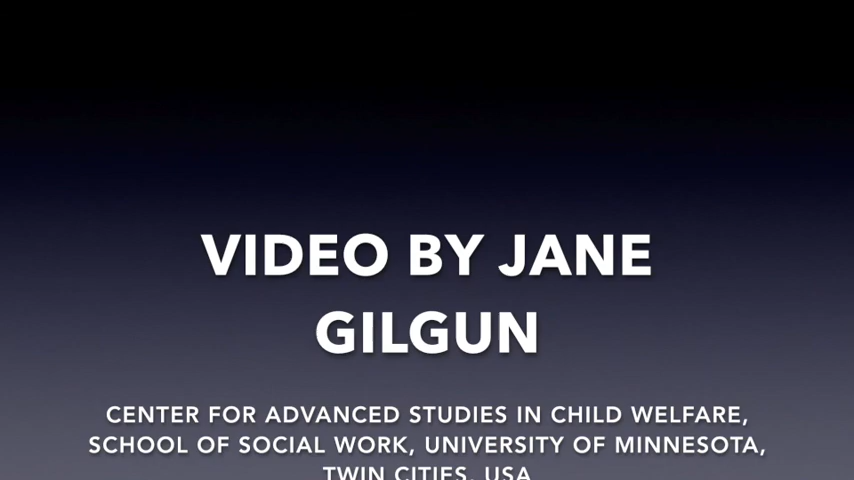 VIDEO BY JANE
GILGUN
CENTER FOR ADVANCED STUDIES IN CHILD WELFARE,
SCHOOL OF SOCIAL WORK, UNIVERSITY OF MINNESOTA,
TWIN CITIES, USA